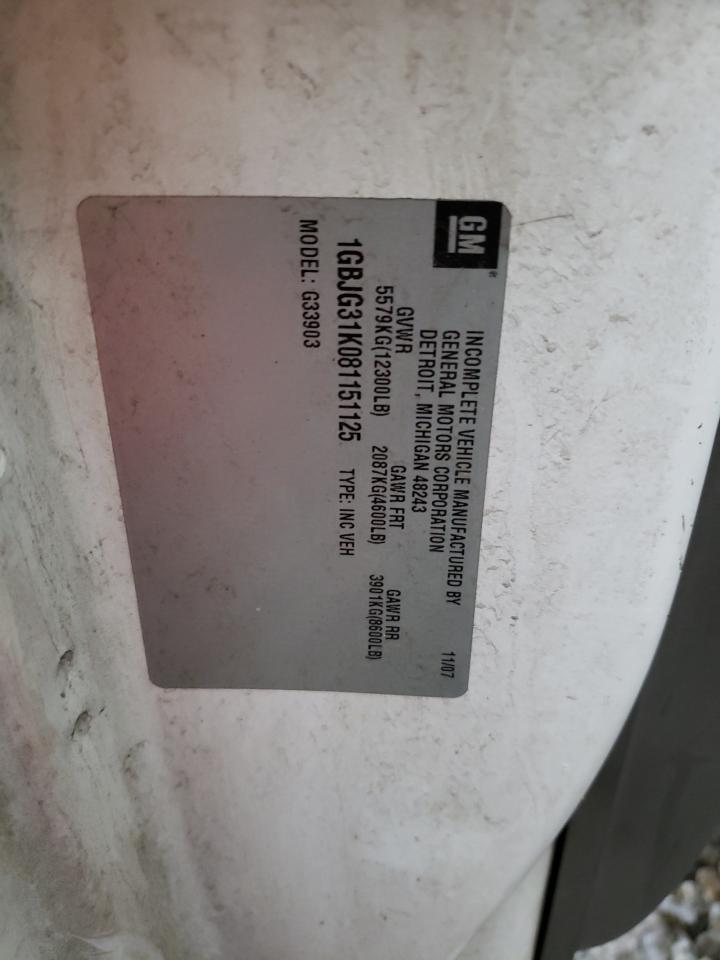 GM®
INCOMPLETE VEHICLE MANUFACTURED BY
GENERAL MOTORS CORPORATION 11/07
DETROIT, MICHIGAN 48243
GVWR GAWR FRT GAWR RR
5579KG(12300LB) 2087KG(4600LB) 3901KG(8600LB)
1GBJG31K081151125 TYPE: INC VEH
MODEL: G33903